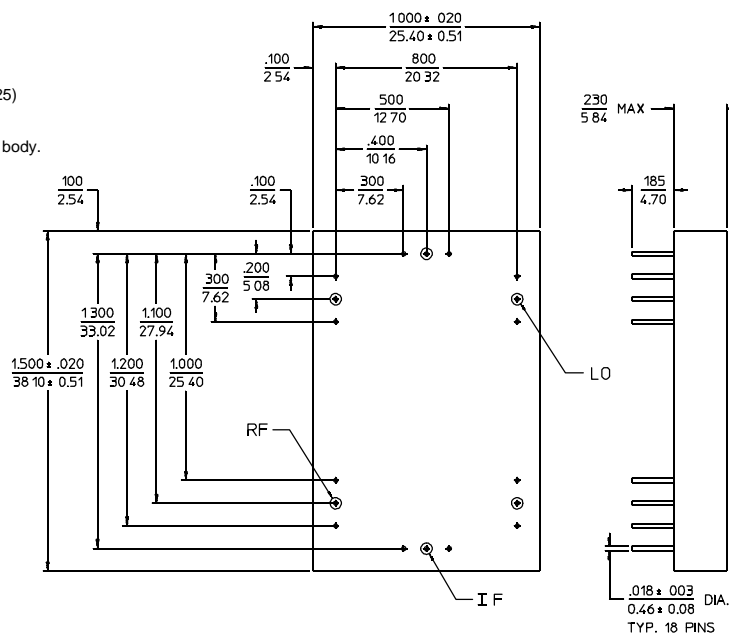 1000 ± 020
25.40 ± 0.51
.100
2 54
800
20 32
25)
500
12 70
230
5 84
MAX
body.
.400
10 16
100
2.54
.100
2.54
300
7.62
185
4.70
300
7.62
.200
5 08
1 300
33.02
1.100
27.94
1.500 ± .020
38 10 ± 0.51
1.200
30 48
1.000
25 40
LO
RF
IF
.018 ± 003
0.46 ± 0.08
DIA.
TYP. 18 PINS